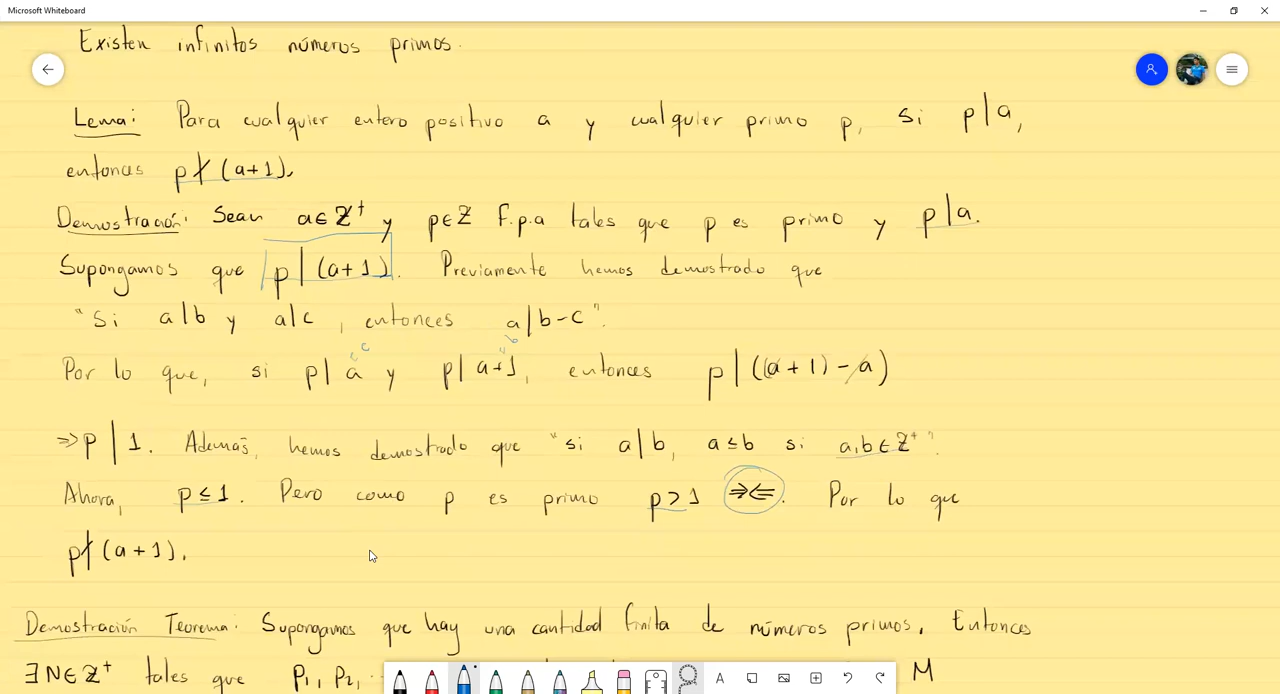 Microsoft Whiteboard
Existen infinitos números primos.
Lema: Para cualquier entero positivo a y cualquier primo p, si p|a,
entonces p∤(a+1).
Demostración: Sean a∈Z⁺ y p∈Z f.p.a tales que p es primo y p|a.
Supongamos que p|(a+1). Previamente hemos demostrado que
"Si a|b y a|c, entonces a|b-c".
"c" "b"
Por lo que, si p|a y p|a+1, entonces p|((a+1)-a)
⇒ p|1. Además, hemos demostrado que "si a|b, a≤b si a,b∈Z⁺".
Ahora, p≤1. Pero como p es primo p>1 ⇒⇐. Por lo que
p∤(a+1).
Demostración Teorema: Supongamos que hay una cantidad finita de números primos. Entonces
∃N∈Z⁺ tales que P₁, P₂, M
A